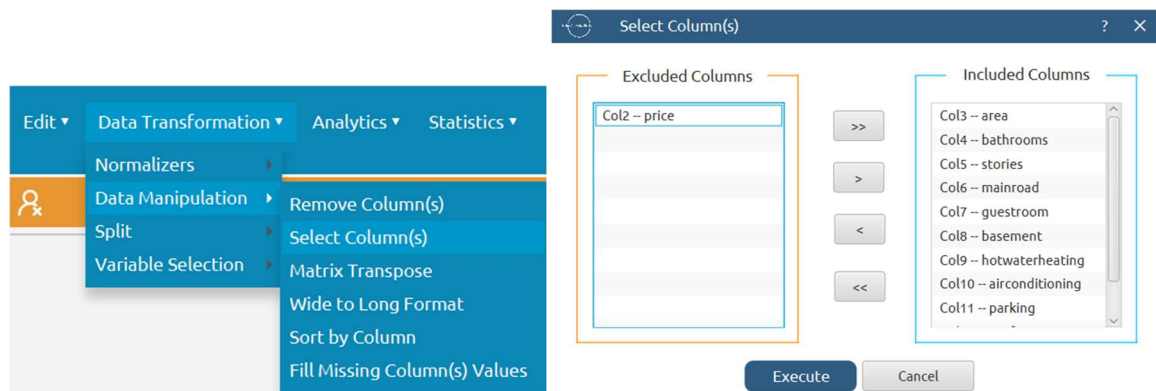 Edit ▾ Data Transformation ▾ Analytics ▾ Statistics ▾
Normalizers
Data Manipulation
Split
Variable Selection
Remove Column(s)
Select Column(s)
Matrix Transpose
Wide to Long Format
Sort by Column
Fill Missing Column(s) Values
Select Column(s) ? ×
Excluded Columns
Col2 -- price
>>
>
<
<<
Included Columns
Col3 -- area
Col4 -- bathrooms
Col5 -- stories
Col6 -- mainroad
Col7 -- guestroom
Col8 -- basement
Col9 -- hotwaterheating
Col10 -- airconditioning
Col11 -- parking
Execute Cancel